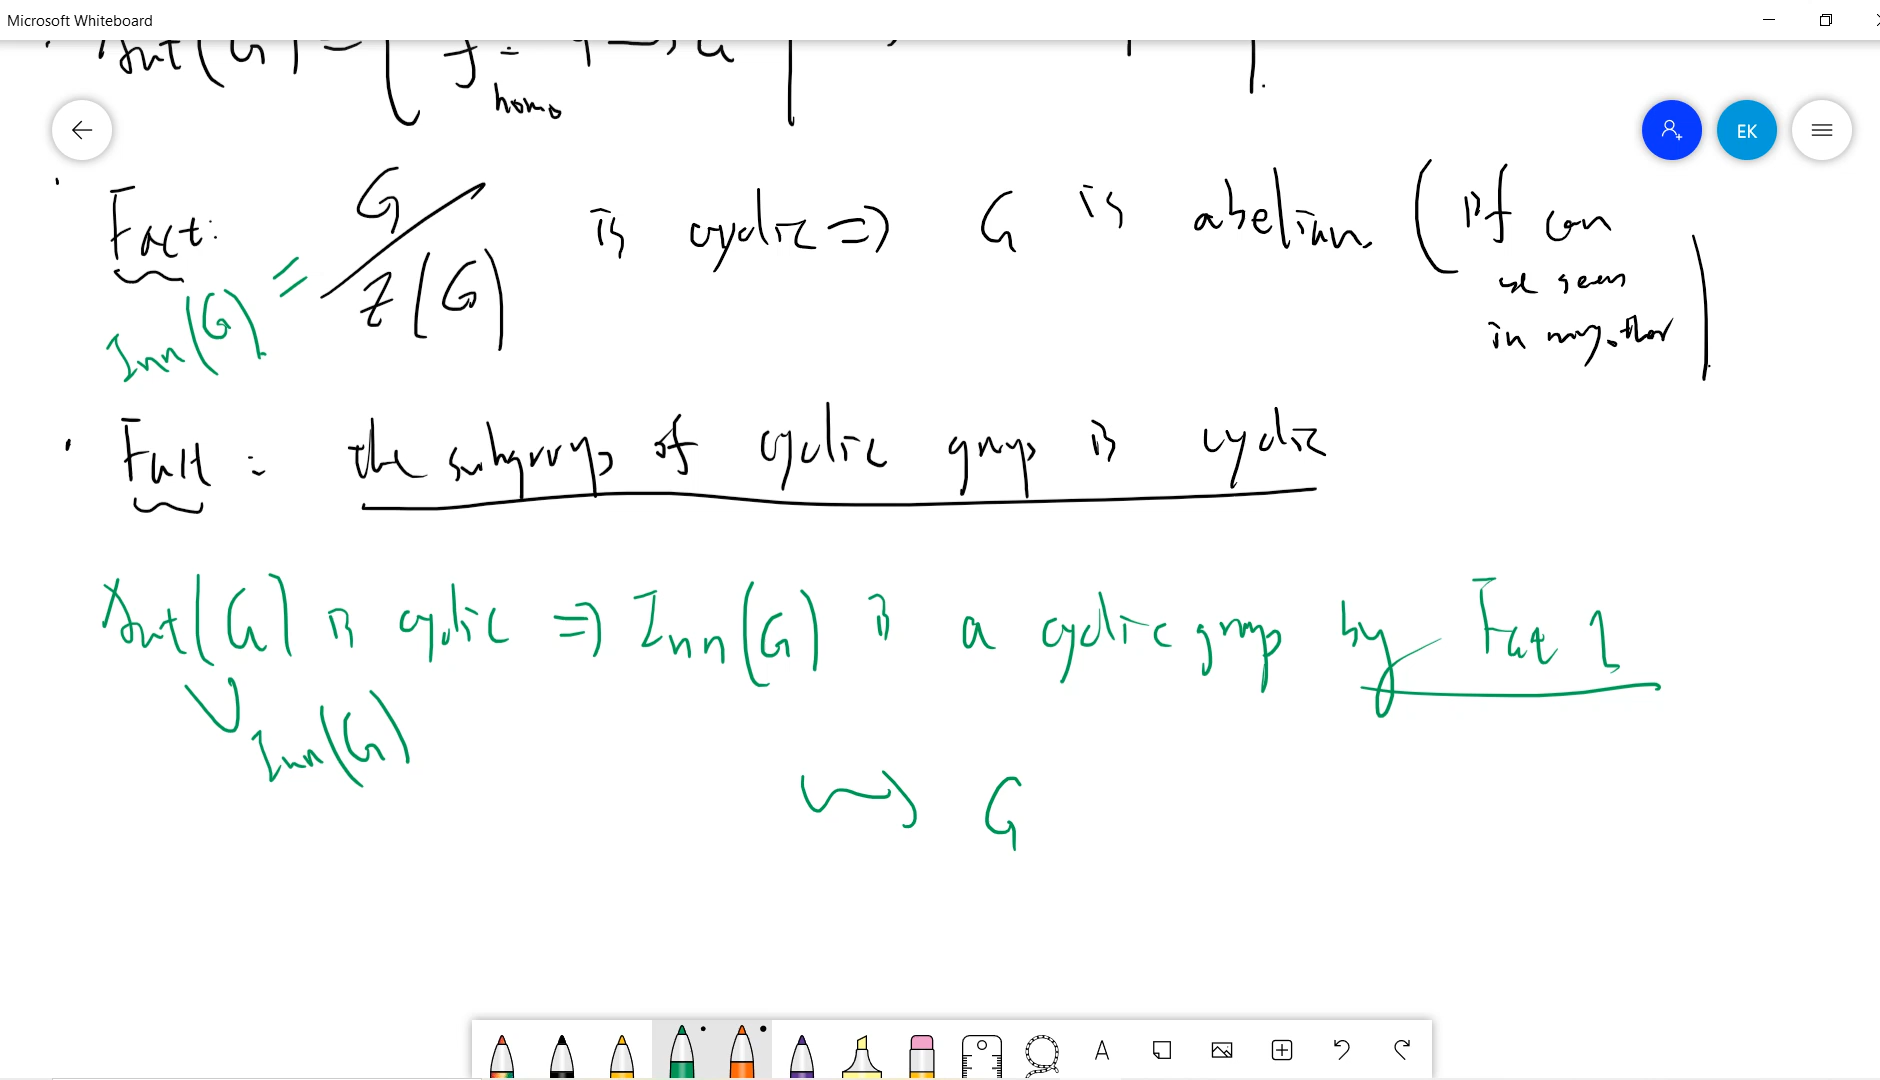 Microsoft Whiteboard
Aut(G) = { f: G → G
homo
EK
Fact: G / Z(G) is cyclic ⇒ G is abelian. (Pf can
be seen
in my other)
Inn(G) =
Fact: the subgroup of cyclic group is cyclic
Aut(G) is cyclic ⇒ Inn(G) is a cyclic group by Fact 1
Inn(G)
G